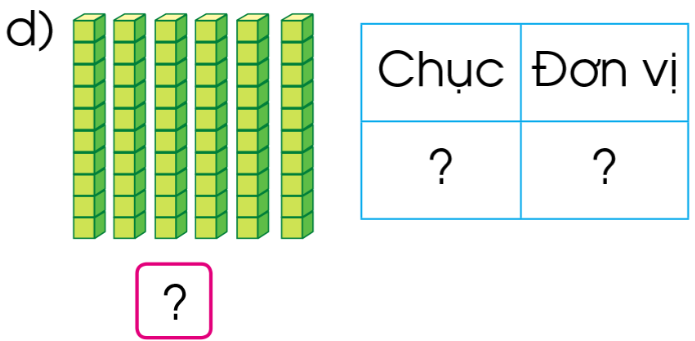 d)
Chục Đơn vị
? ?
?